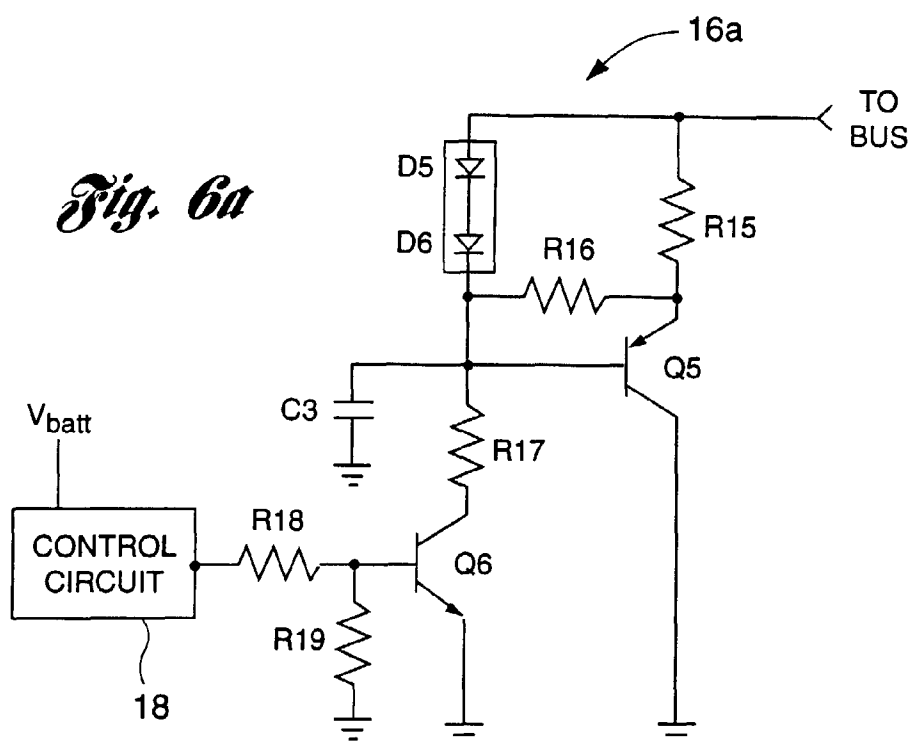 16a
TO
BUS
Fig. 6a
D5
D6
R15
R16
Q5
C3
R17
Vbatt
CONTROL
CIRCUIT
R18
Q6
R19
18